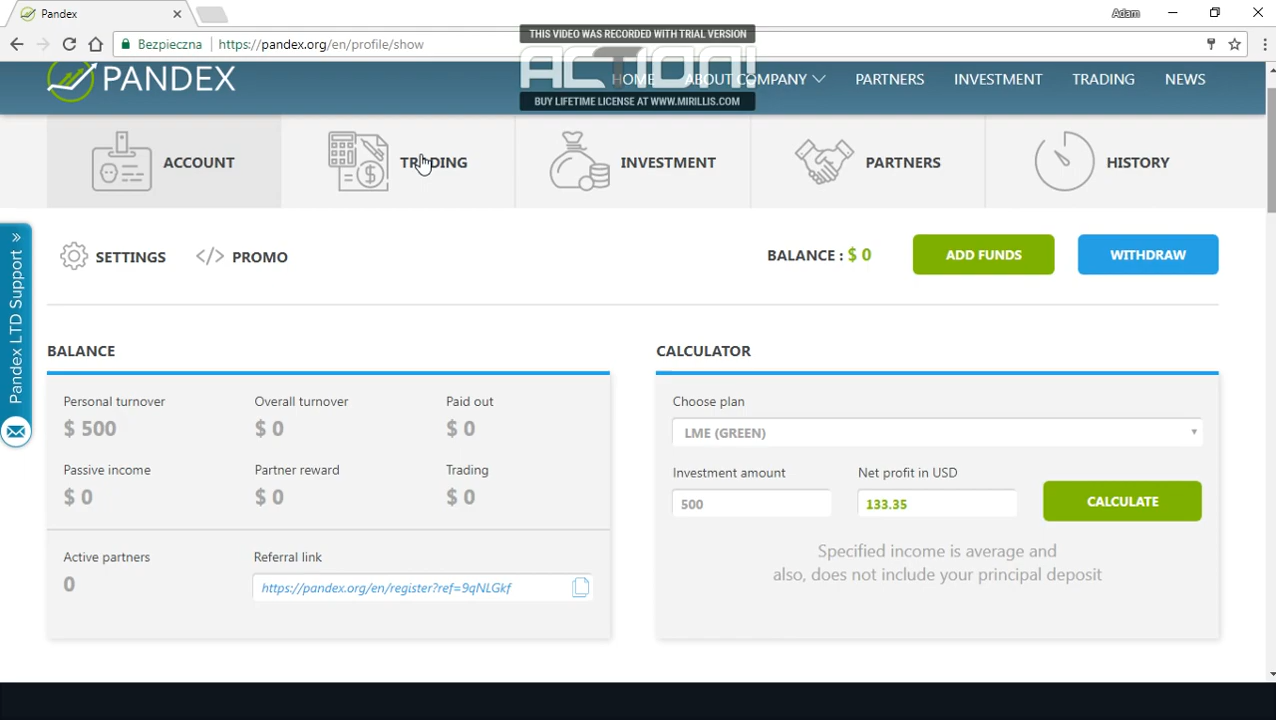 Pandex
Adam
Bezpieczna https://pandex.org/en/profile/show
THIS VIDEO WAS RECORDED WITH TRIAL VERSION
ACTION!
BUY LIFETIME LICENSE AT WWW.MIRILLIS.COM
PANDEX
HOME ABOUT COMPANY PARTNERS INVESTMENT TRADING NEWS
ACCOUNT TRADING INVESTMENT PARTNERS HISTORY
SETTINGS </> PROMO BALANCE : $ 0 ADD FUNDS WITHDRAW
Pandex LTD Support »
BALANCE
Personal turnover Overall turnover Paid out
$ 500 $ 0 $ 0
Passive income Partner reward Trading
$ 0 $ 0 $ 0
Active partners Referral link
0 https://pandex.org/en/register?ref=9qNLGkf
CALCULATOR
Choose plan
LME (GREEN)
Investment amount Net profit in USD
500 133.35 CALCULATE
Specified income is average and
also, does not include your principal deposit